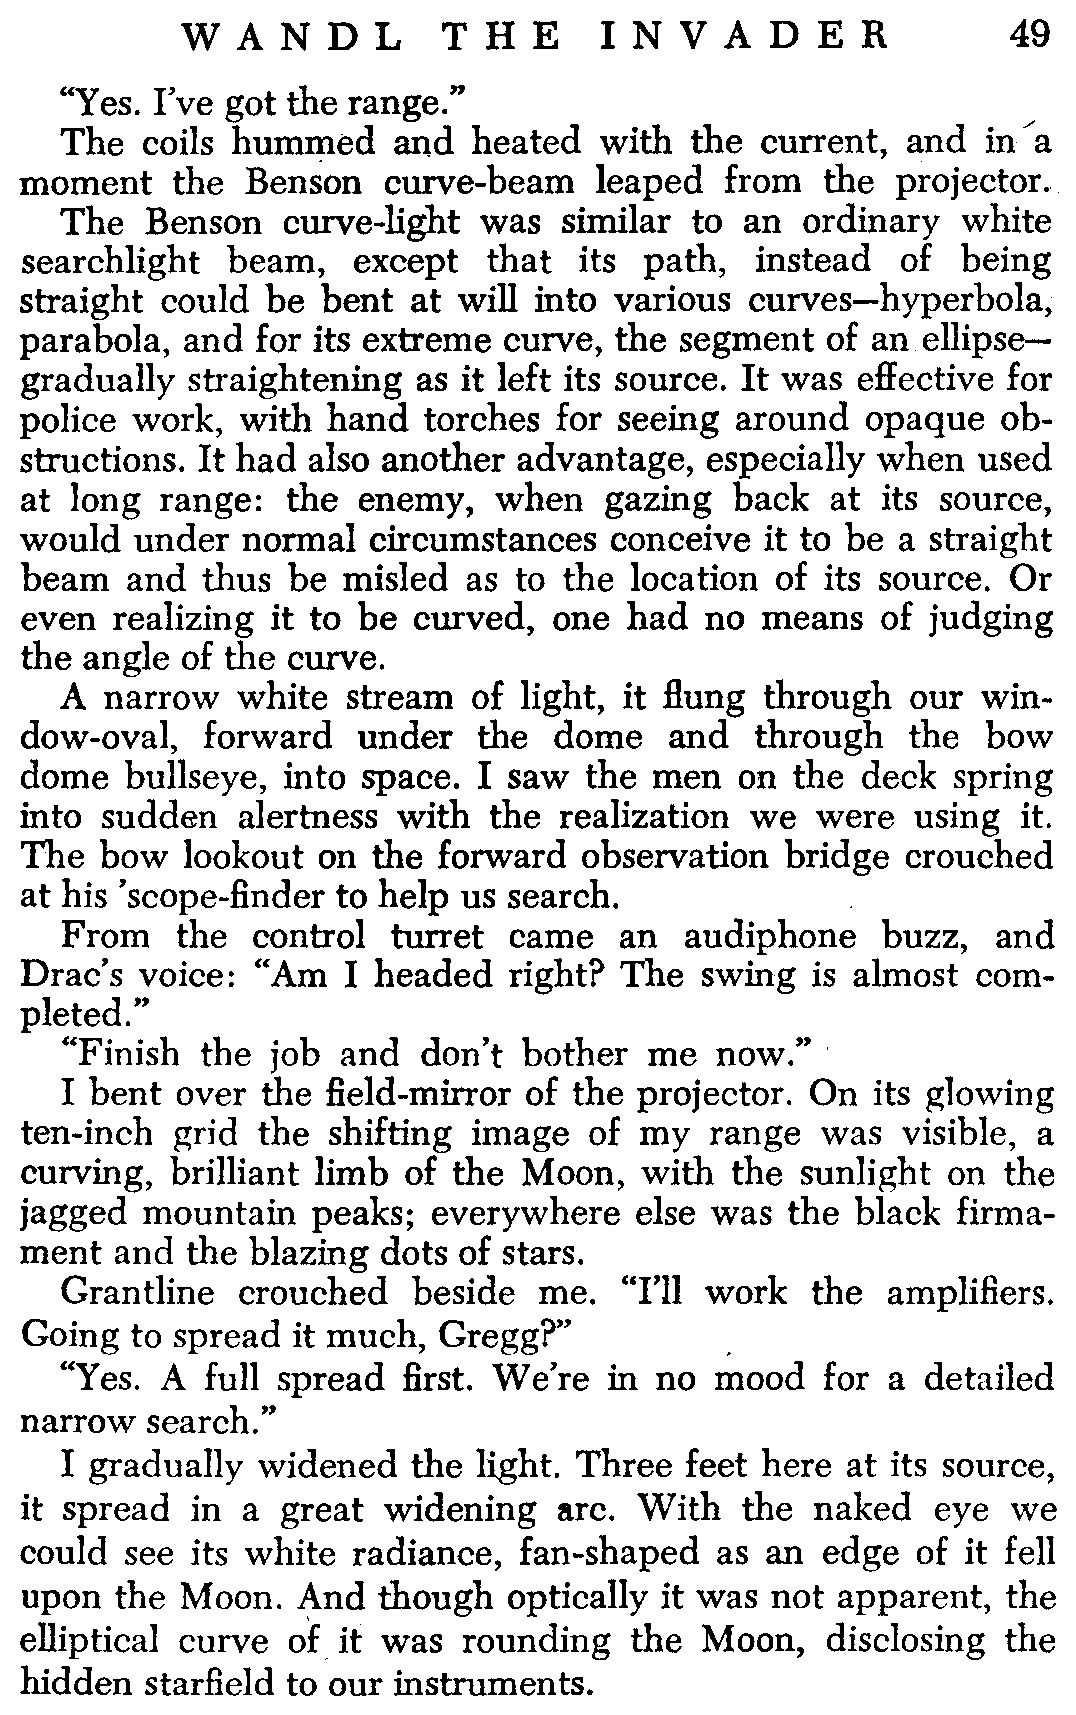 WANDL THE INVADER 49
“Yes. I’ve got the range.”
The coils hummed and heated with the current, and in a
moment the Benson curve-beam leaped from the projector.
The Benson curve-light was similar to an ordinary white
searchlight beam, except that its path, instead of being
straight could be bent at will into various curves—hyperbola,
parabola, and for its extreme curve, the segment of an ellipse—
gradually straightening as it left its source. It was effective for
police work, with hand torches for seeing around opaque ob-
structions. It had also another advantage, especially when used
at long range: the enemy, when gazing back at its source,
would under normal circumstances conceive it to be a straight
beam and thus be misled as to the location of its source. Or
even realizing it to be curved, one had no means of judging
the angle of the curve.
A narrow white stream of light, it flung through our win-
dow-oval, forward under the dome and through the bow
dome bullseye, into space. I saw the men on the deck spring
into sudden alertness with the realization we were using it.
The bow lookout on the forward observation bridge crouched
at his ’scope-finder to help us search.
From the control turret came an audiphone buzz, and
Drac’s voice: “Am I headed right? The swing is almost com-
pleted.”
“Finish the job and don’t bother me now.”
I bent over the field-mirror of the projector. On its glowing
ten-inch grid the shifting image of my range was visible, a
curving, brilliant limb of the Moon, with the sunlight on the
jagged mountain peaks; everywhere else was the black firma-
ment and the blazing dots of stars.
Grantline crouched beside me. “I’ll work the amplifiers.
Going to spread it much, Gregg?”
“Yes. A full spread first. We’re in no mood for a detailed
narrow search.”
I gradually widened the light. Three feet here at its source,
it spread in a great widening arc. With the naked eye we
could see its white radiance, fan-shaped as an edge of it fell
upon the Moon. And though optically it was not apparent, the
elliptical curve of it was rounding the Moon, disclosing the
hidden starfield to our instruments.